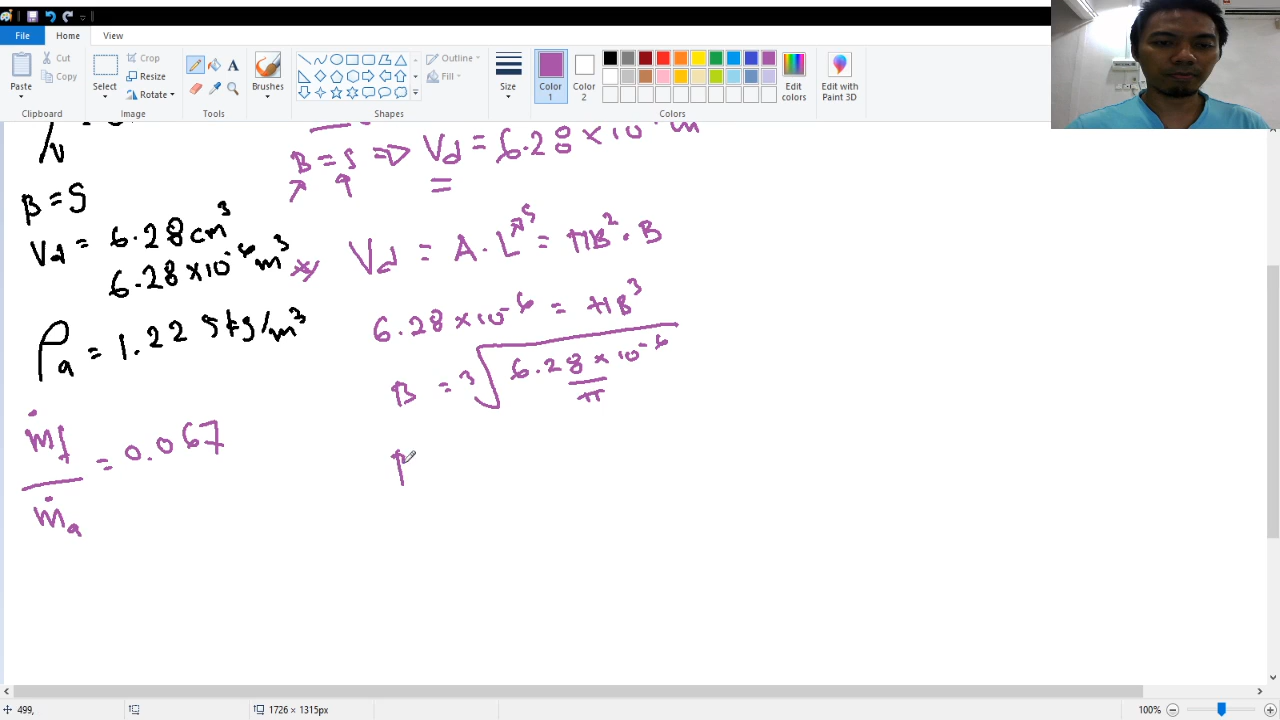 File Home View
Cut
Copy
Paste
Clipboard
Crop
Resize
Rotate
Select
Image
A
Tools
Brushes
Outline
Fill
Shapes
Size
Color 1
Color 2
Colors
Edit colors
Edit with Paint 3D
B = S ⇒ Vd = 6.28 × 10 m
β = S
Vd = 6.28 cm³
6.28 × 10⁻⁶ m³
Vd = A · L = πB² · B
ρa = 1.225 kg/m³
6.28 × 10⁻⁶ = πB³
B = ³√(6.28 × 10⁻⁶ / π)
ṁf / ṁa = 0.067
499,
1726 × 1315px
100%